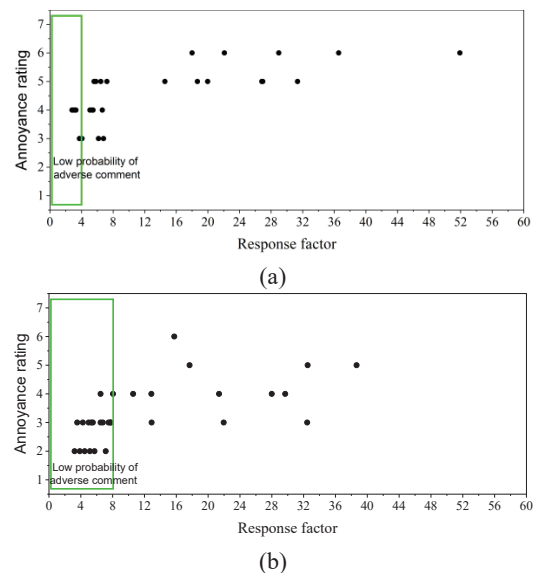 7
6
5
4
3
2
1
Annoyance rating
Low probability of
adverse comment
0 4 8 12 16 20 24 28 32 36 40 44 48 52 56 60
Response factor
(a)
7
6
5
4
3
2
1
Annoyance rating
Low probability of
adverse comment
0 4 8 12 16 20 24 28 32 36 40 44 48 52 56 60
Response factor
(b)